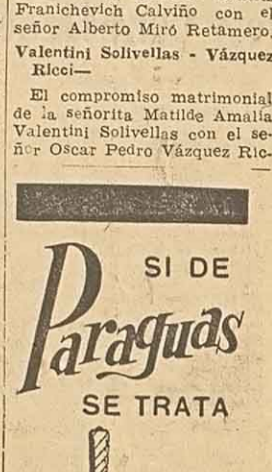 Franichevich Calviño con el
señor Alberto Miró Retamero.
Valentini Solivellas - Vázquez
Ricci—
El compromiso matrimonial
de la señorita Matilde Amalia
Valentini Solivellas con el se-
ñor Oscar Pedro Vázquez Ric-
SI DE
Paraguas
SE TRATA